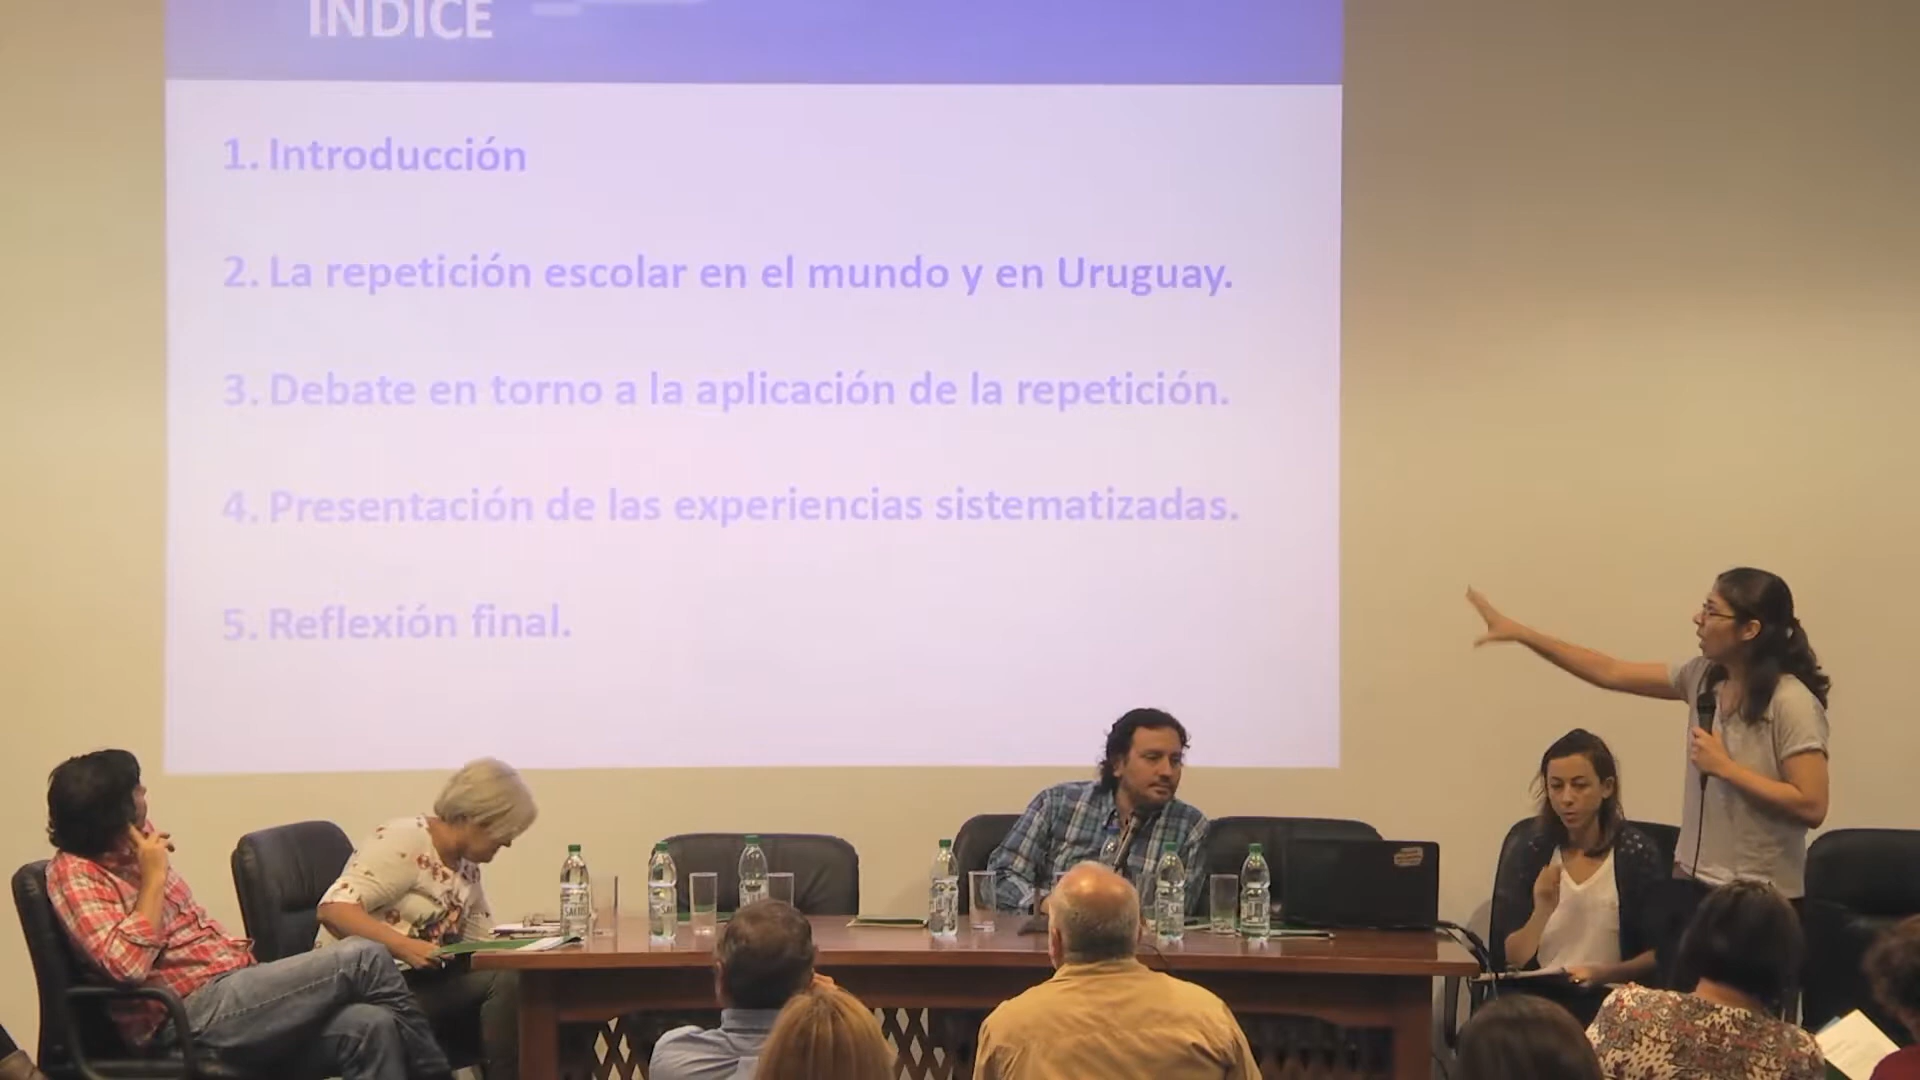 ÍNDICE
1. Introducción
2. La repetición escolar en el mundo y en Uruguay.
3. Debate en torno a la aplicación de la repetición.
4. Presentación de las experiencias sistematizadas.
5. Reflexión final.